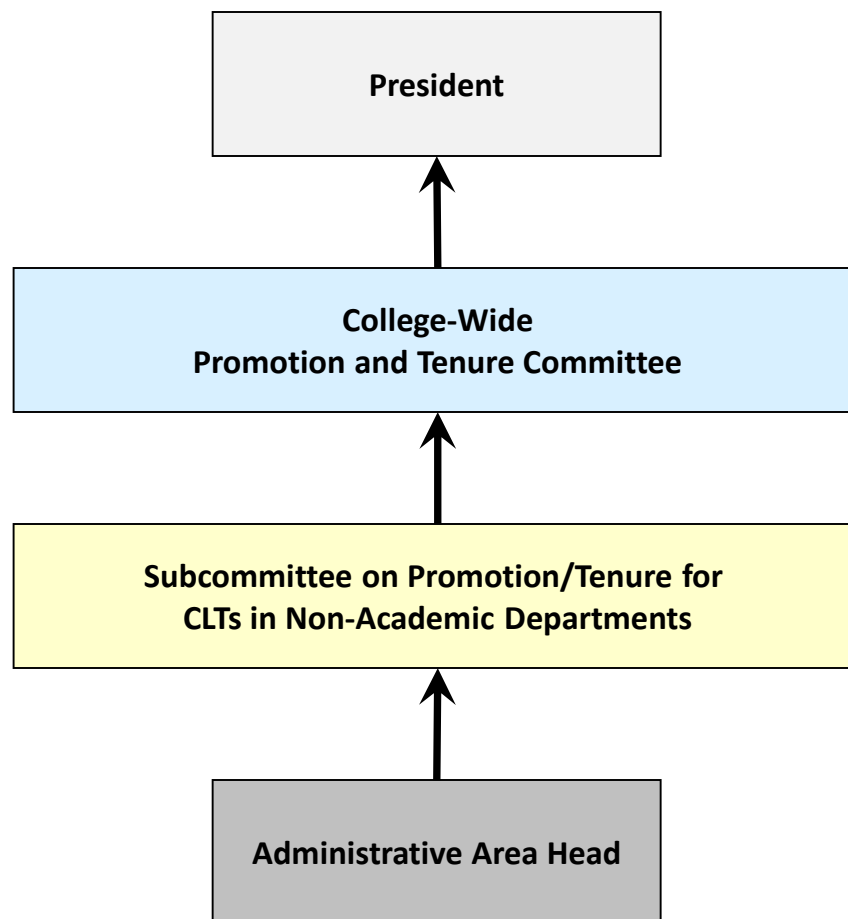 President
College-Wide
Promotion and Tenure Committee
Subcommittee on Promotion/Tenure for
CLTs in Non-Academic Departments
Administrative Area Head